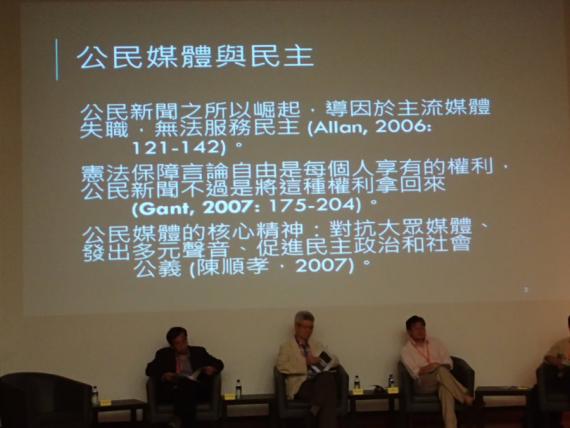 公民媒體與民主
公民新聞之所以崛起，導因於主流媒體
失職，無法服務民主 (Allan, 2006:
121-142)。
憲法保障言論自由是每個人享有的權利，
公民新聞不過是將這種權利拿回來
(Gant, 2007: 175-204)。
公民媒體的核心精神：對抗大眾媒體、
發出多元聲音、促進民主政治和社會
公義 (陳順孝，2007)。